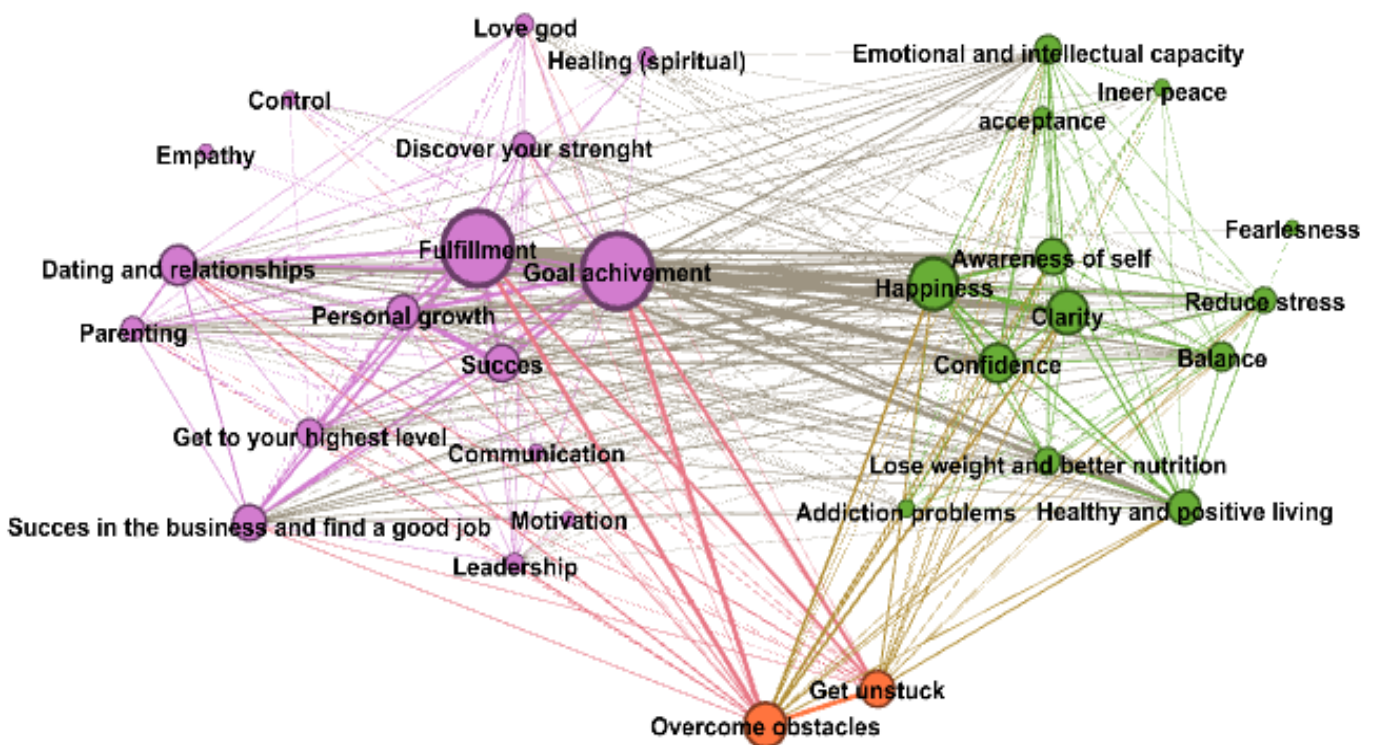 Love god
Healing (spiritual)
Emotional and intellectual capacity
Control
Ineer peace
acceptance
Empathy
Discover your strenght
Fearlessness
Fulfillment
Awareness of self
Dating and relationships
Goal achivement
Happiness
Reduce stress
Personal growth
Clarity
Parenting
Succes
Confidence
Balance
Get to your highest level
Communication
Lose weight and better nutrition
Succes in the business and find a good job
Motivation
Addiction problems
Healthy and positive living
Leadership
Get unstuck
Overcome obstacles